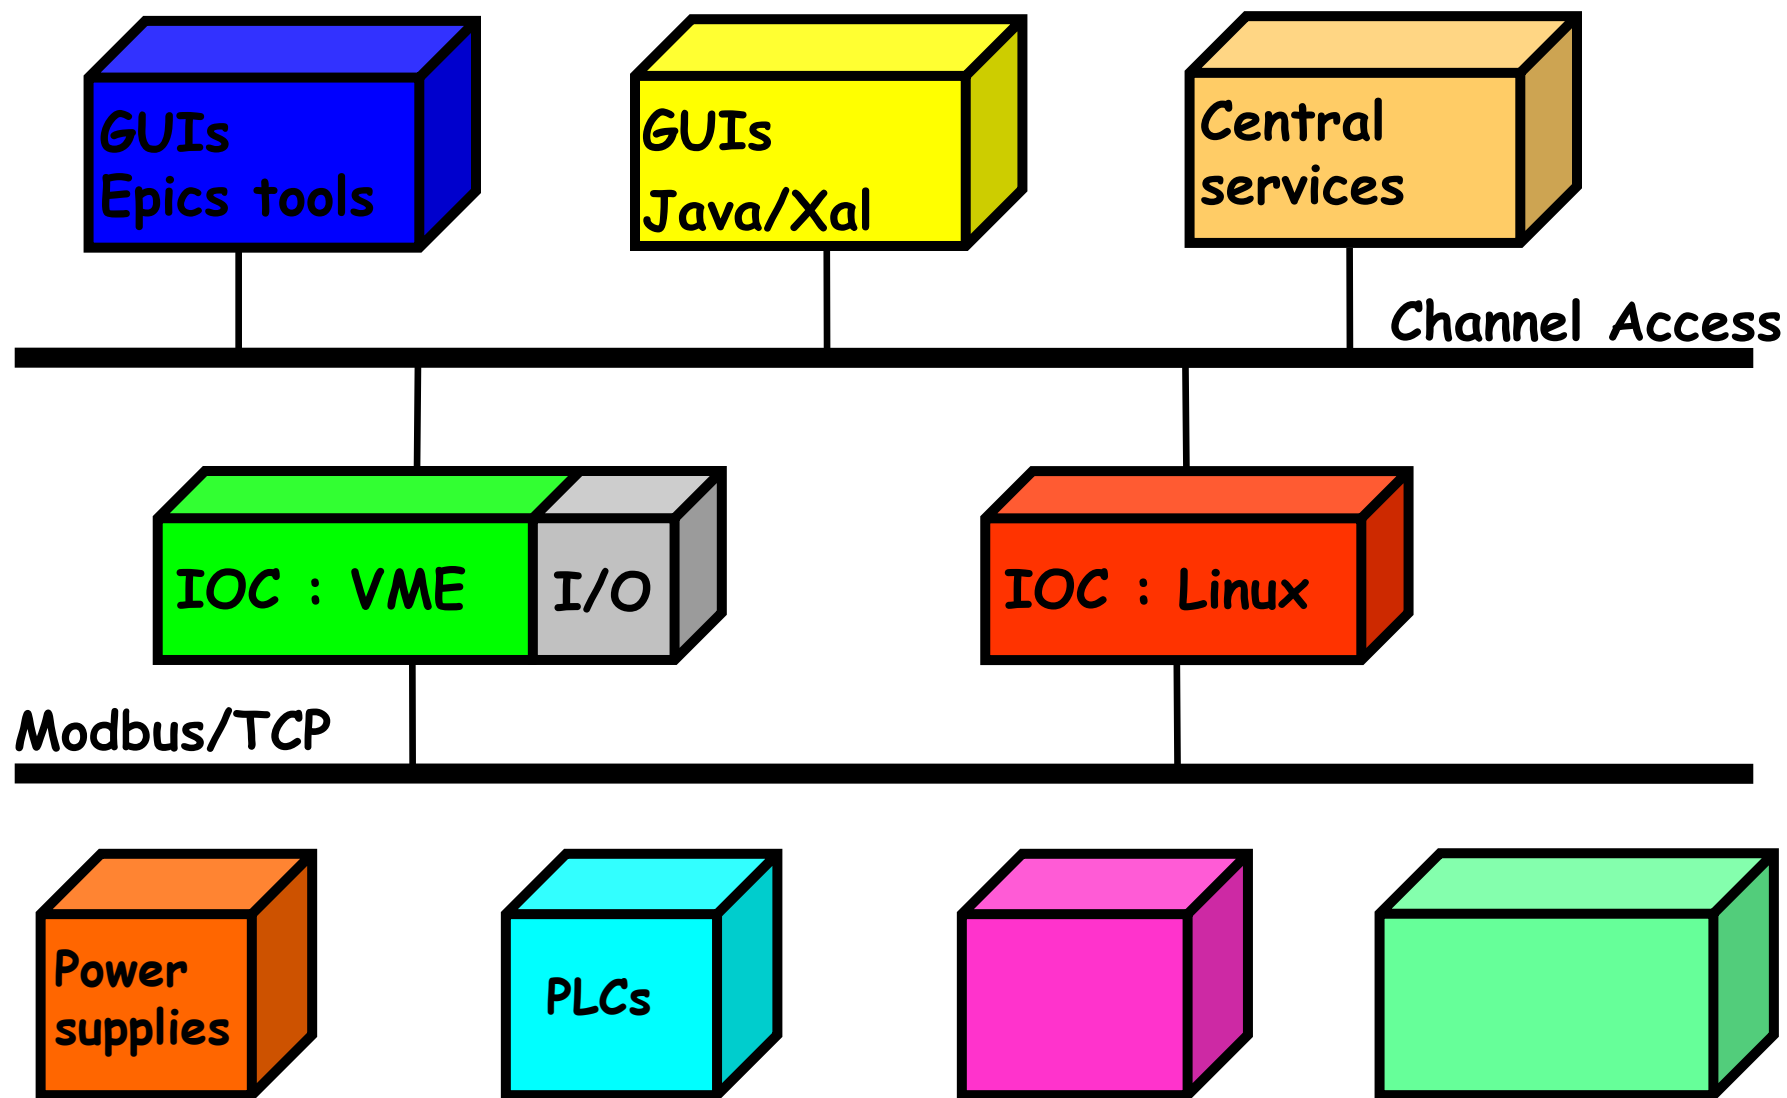 GUIs
Epics tools
GUIs
Java/Xal
Central
services
Channel Access
IOC : VME
I/O
IOC : Linux
Modbus/TCP
Power
supplies
PLCs